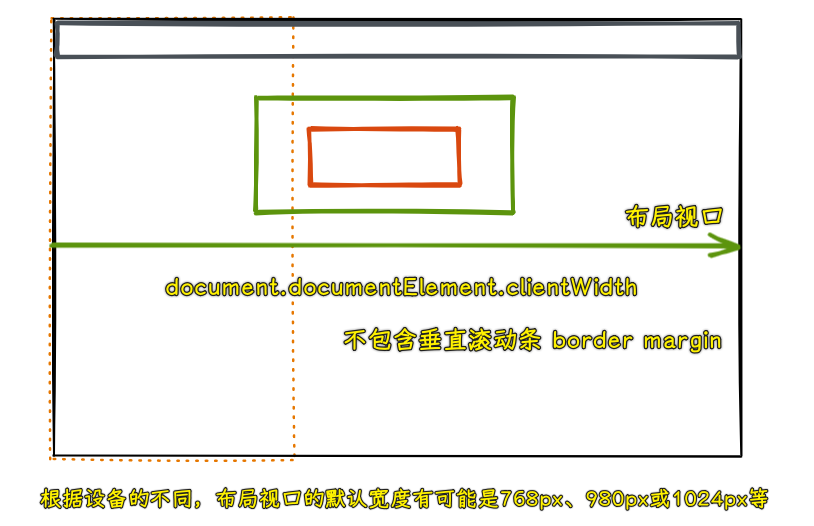 布局视口
document.documentElement.clientWidth
不包含垂直滚动条 border margin
根据设备的不同，布局视口的默认宽度有可能是768px、980px或1024px等